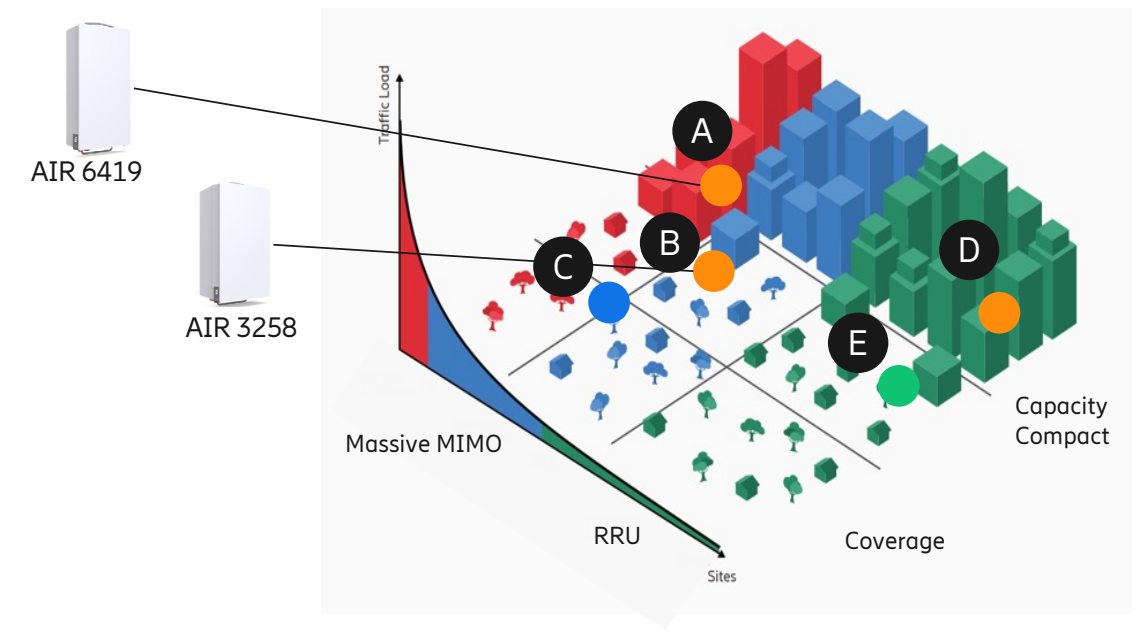 AIR 6419
AIR 3258
Traffic Load
A
B
C
D
E
Capacity
Compact
Massive MIMO
RRU
Coverage
Sites